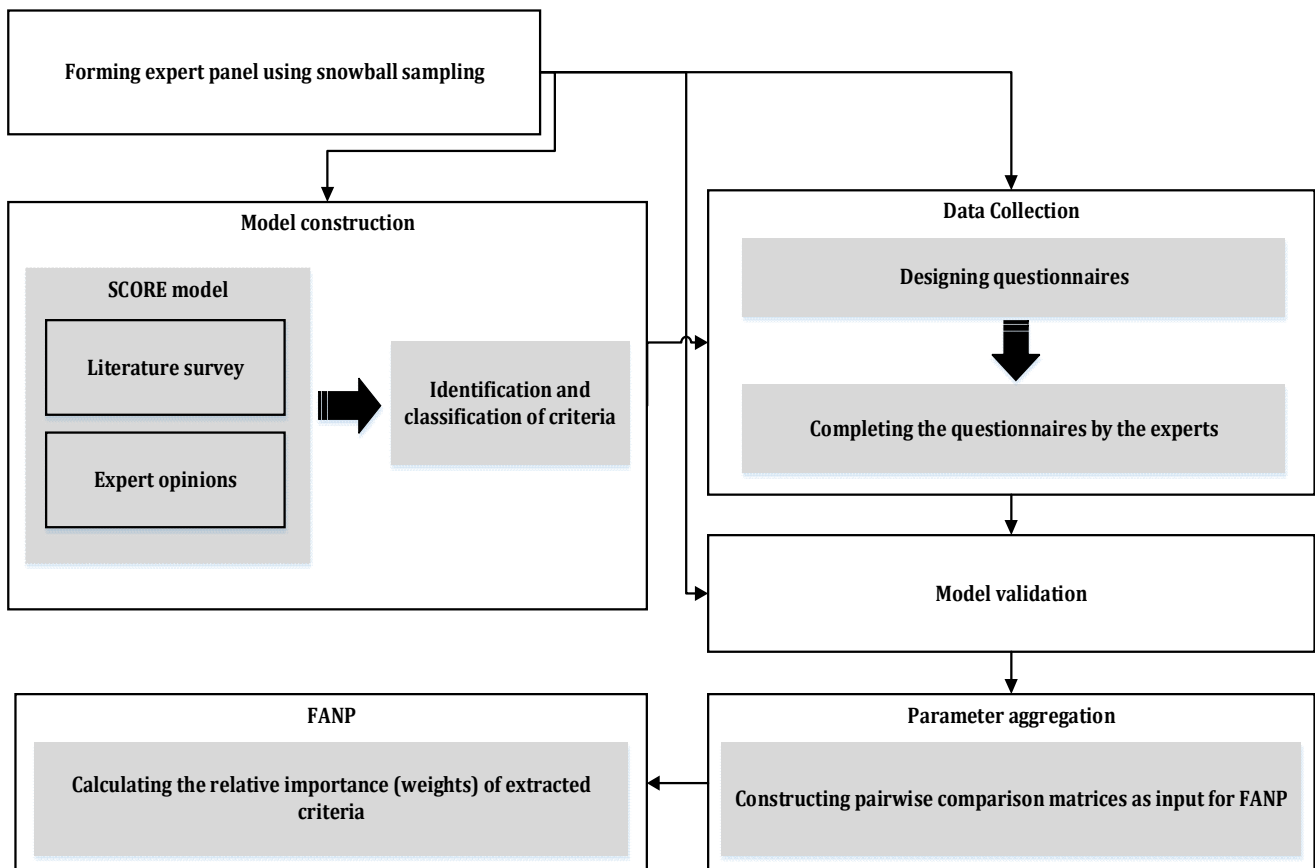 Forming expert panel using snowball sampling
Model construction
SCORE model
Literature survey
Expert opinions
Identification and
classification of criteria
Data Collection
Designing questionnaires
Completing the questionnaires by the experts
Model validation
Parameter aggregation
Constructing pairwise comparison matrices as input for FANP
FANP
Calculating the relative importance (weights) of extracted
criteria